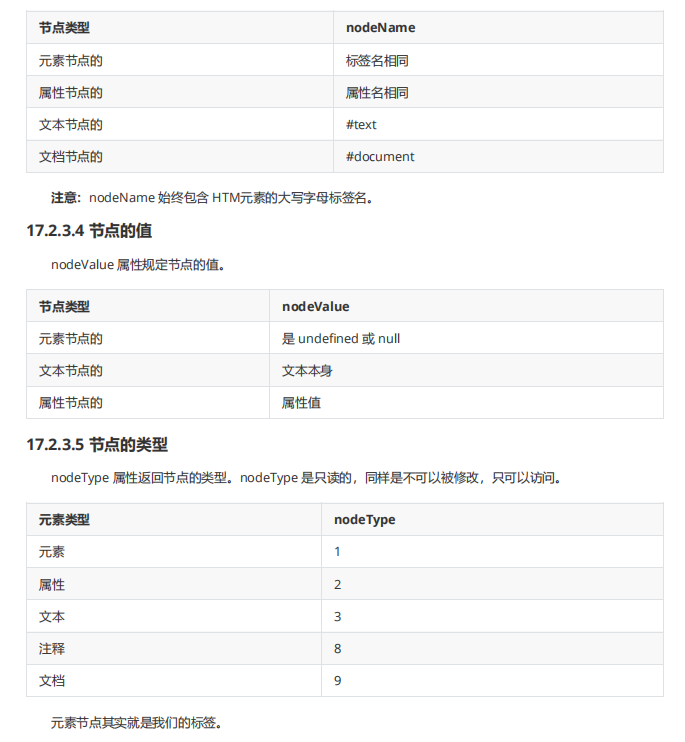 节点类型 nodeName
元素节点的 标签名相同
属性节点的 属性名相同
文本节点的 #text
文档节点的 #document
注意：nodeName 始终包含 HTM元素的大写字母标签名。
17.2.3.4 节点的值
nodeValue 属性规定节点的值。
节点类型 nodeValue
元素节点的 是 undefined 或 null
文本节点的 文本本身
属性节点的 属性值
17.2.3.5 节点的类型
nodeType 属性返回节点的类型。nodeType 是只读的，同样是不可以被修改，只可以访问。
元素类型 nodeType
元素 1
属性 2
文本 3
注释 8
文档 9
元素节点其实就是我们的标签。